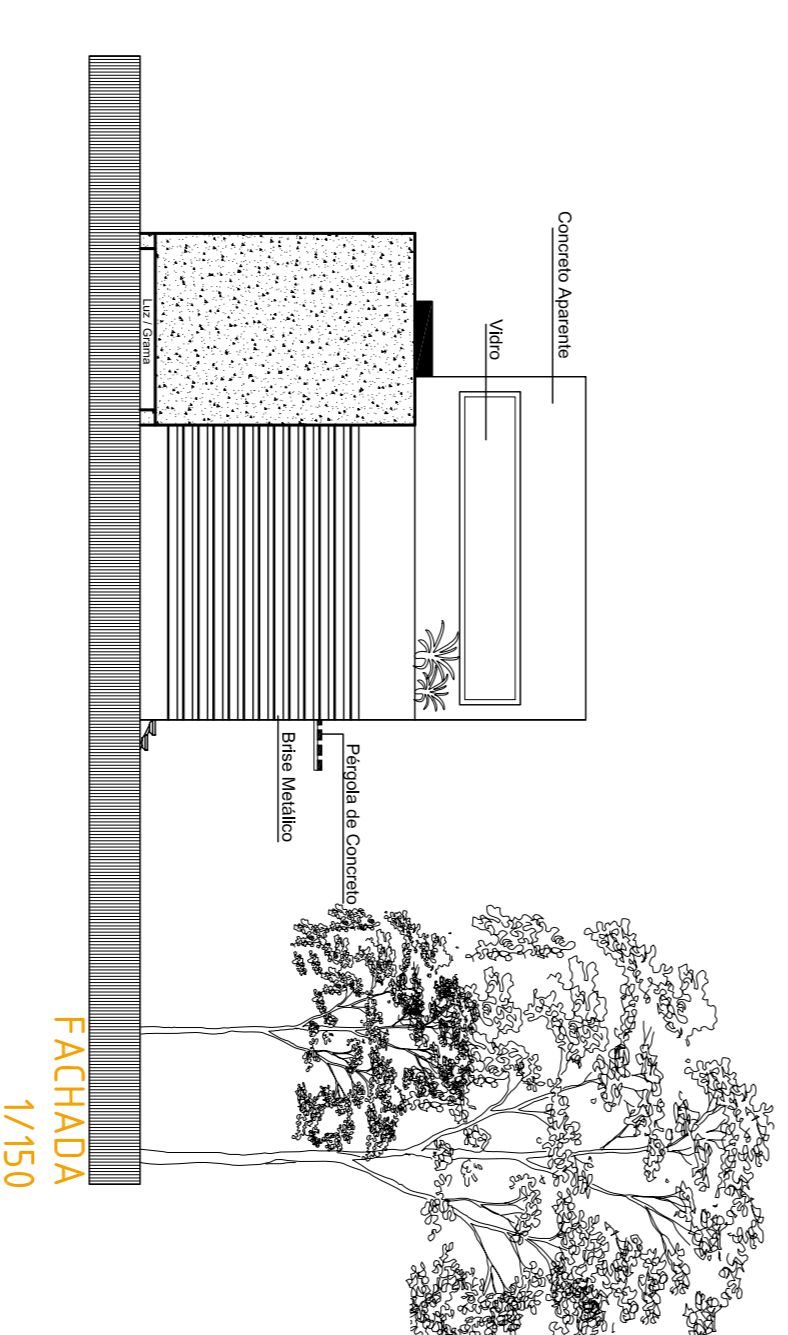 Concreto Aparente
Vidro
Pérgola de Concreto
Brise Metálico
Luz / Grama
FACHADA
1/150